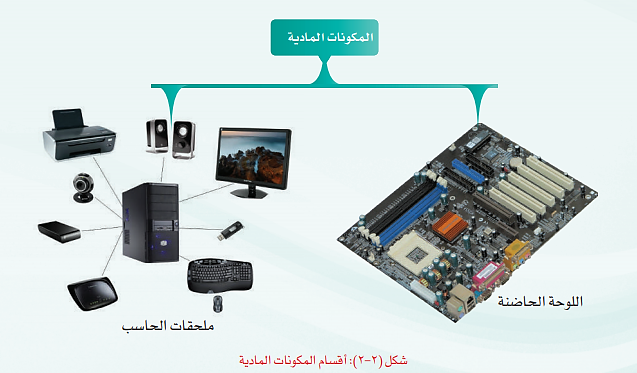 المكونات المادية
اللوحة الحاضنة
ملحقات الحاسب
شكل (٢-٢): أقسام المكونات المادية